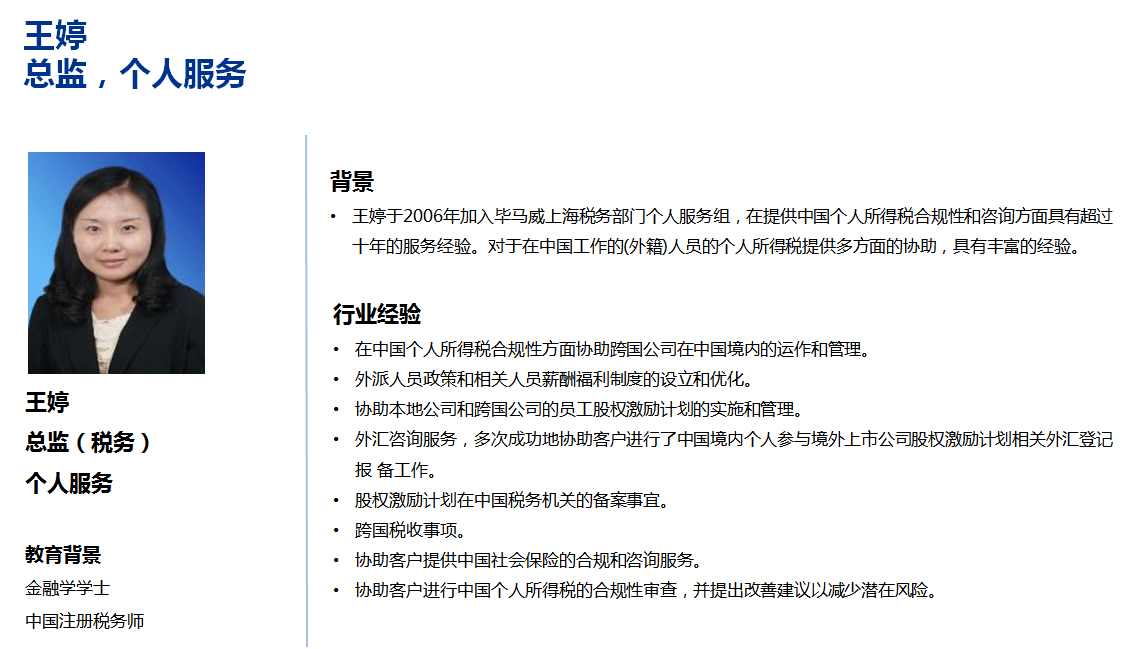 王婷
总监，个人服务
王婷
总监（税务）
个人服务
教育背景
金融学学士
中国注册税务师
背景
• 王婷于2006年加入毕马威上海税务部门个人服务组，在提供中国个人所得税合规性和咨询方面具有超过
十年的服务经验。对于在中国工作的(外籍)人员的个人所得税提供多方面的协助，具有丰富的经验。
行业经验
• 在中国个人所得税合规性方面协助跨国公司在中国境内的运作和管理。
• 外派人员政策和相关人员薪酬福利制度的设立和优化。
• 协助本地公司和跨国公司的员工股权激励计划的实施和管理。
• 外汇咨询服务，多次成功地协助客户进行了中国境内个人参与境外上市公司股权激励计划相关外汇登记
报 备工作。
• 股权激励计划在中国税务机关的备案事宜。
• 跨国税收事项。
• 协助客户提供中国社会保险的合规和咨询服务。
• 协助客户进行中国个人所得税的合规性审查，并提出改善建议以减少潜在风险。